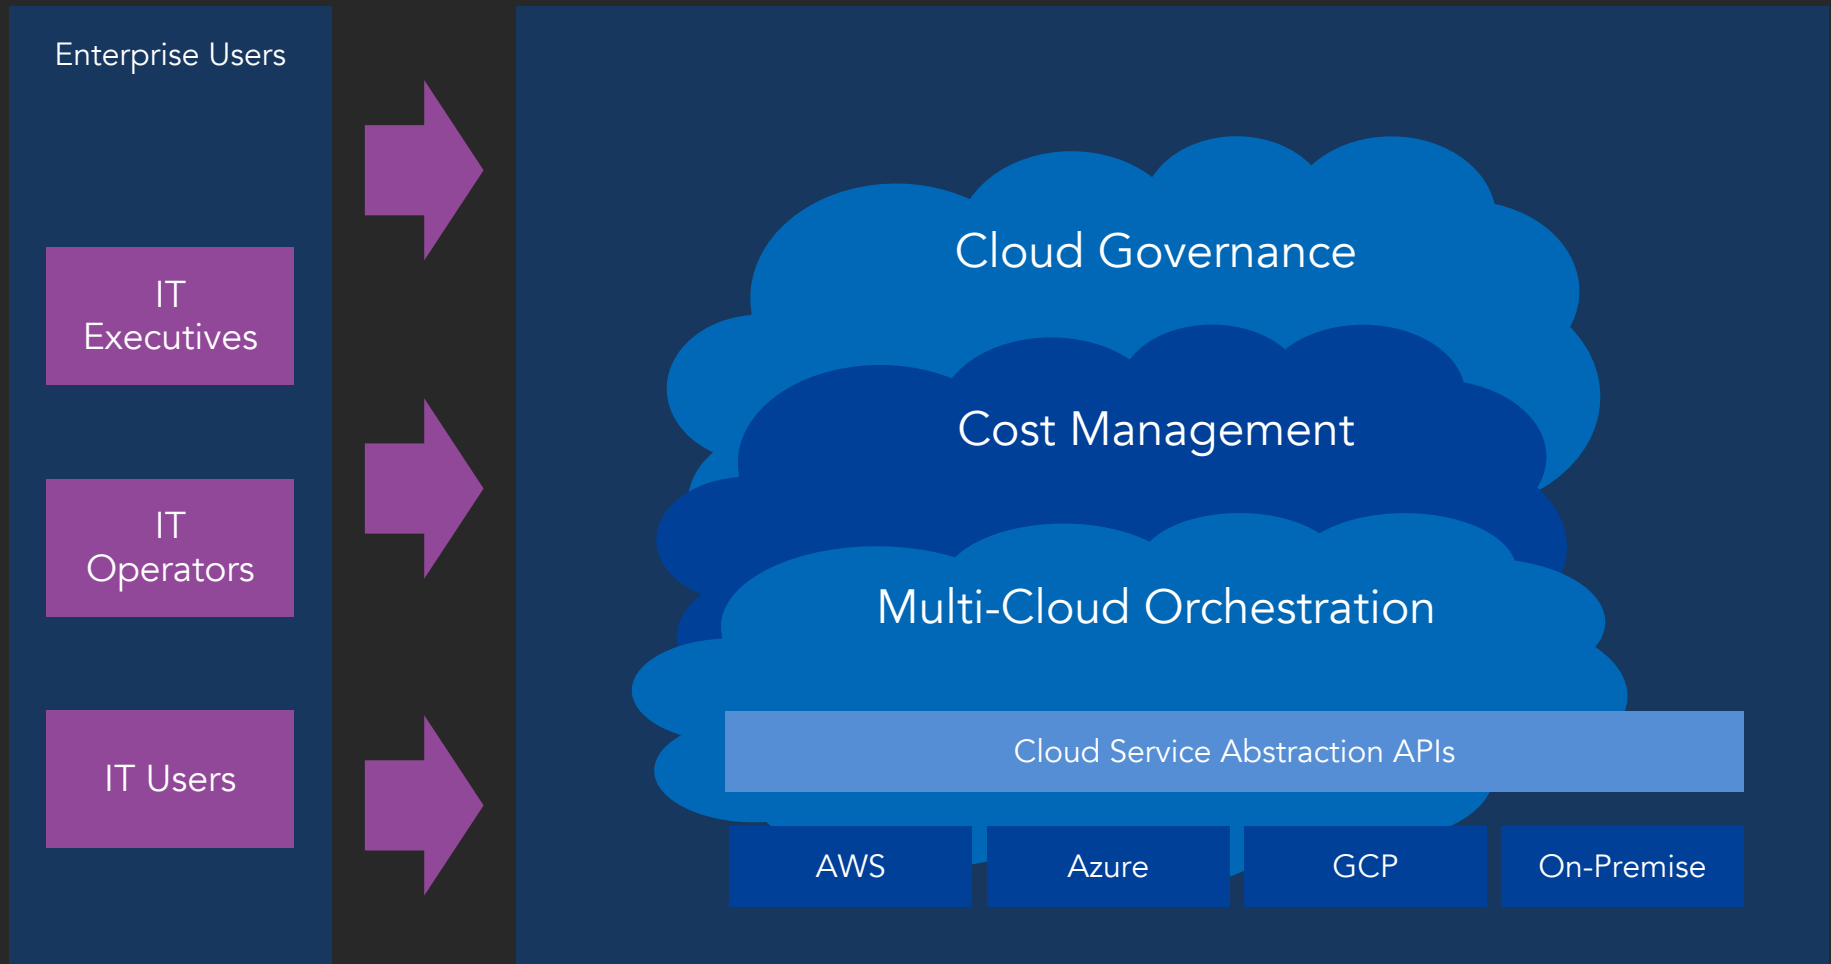 Enterprise Users
IT
Executives
IT
Operators
IT Users
Cloud Governance
Cost Management
Multi-Cloud Orchestration
Cloud Service Abstraction APIs
AWS
Azure
GCP
On-Premise